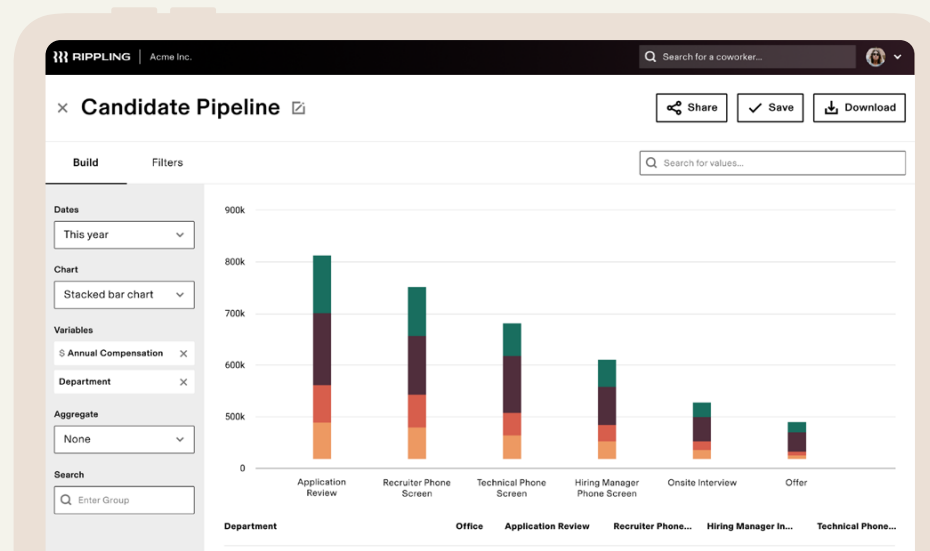 RIPPLING Acme Inc. Search for a coworker...
Candidate Pipeline Share Save Download
Build Filters Search for values...
Dates
This year
Chart
Stacked bar chart
Variables
$ Annual Compensation
Department
Aggregate
None
Search
Enter Group
900k
800k
700k
600k
500k
0
Application
Review
Recruiter Phone
Screen
Technical Phone
Screen
Hiring Manager
Phone Screen
Onsite Interview
Offer
Department Office Application Review Recruiter Phone... Hiring Manager In... Technical Phone...